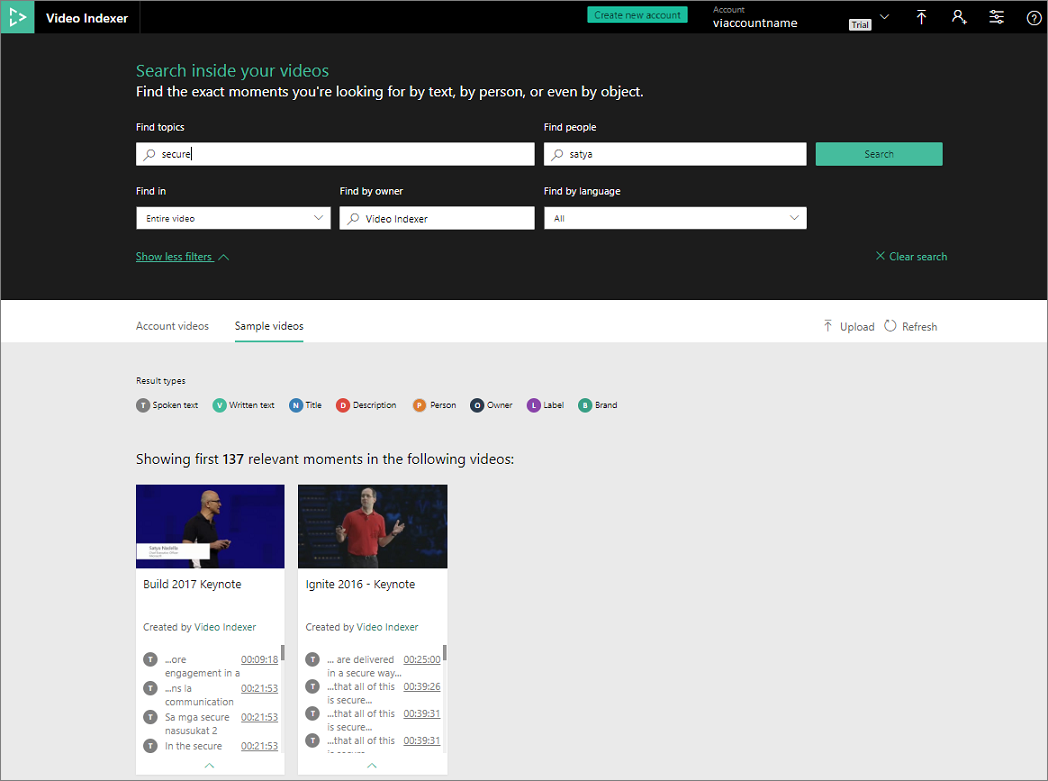 Video Indexer
Create new account
Account
viaccountname
Trial
Search inside your videos
Find the exact moments you're looking for by text, by person, or even by object.
Find topics
Find people
secure
satya
Search
Find in
Find by owner
Find by language
Entire video
Video Indexer
All
Show less filters
Clear search
Account videos
Sample videos
Upload
Refresh
Result types
T Spoken text
V Written text
N Title
D Description
P Person
O Owner
L Label
B Brand
Showing first 137 relevant moments in the following videos:
Satya Nadella
Build 2017 Keynote
Created by Video Indexer
T ...ore 00:09:18
engagement in a
T ...ns la 00:21:53
communication
T Sa mga secure 00:21:53
nasusukat 2
T In the secure 00:21:53
Ignite 2016 - Keynote
Created by Video Indexer
T ... are delivered 00:25:00
in a secure way...
T ...that all of this 00:39:26
is secure...
T ...that all of this 00:39:31
is secure...
T ...that all of this 00:39:31
is secure